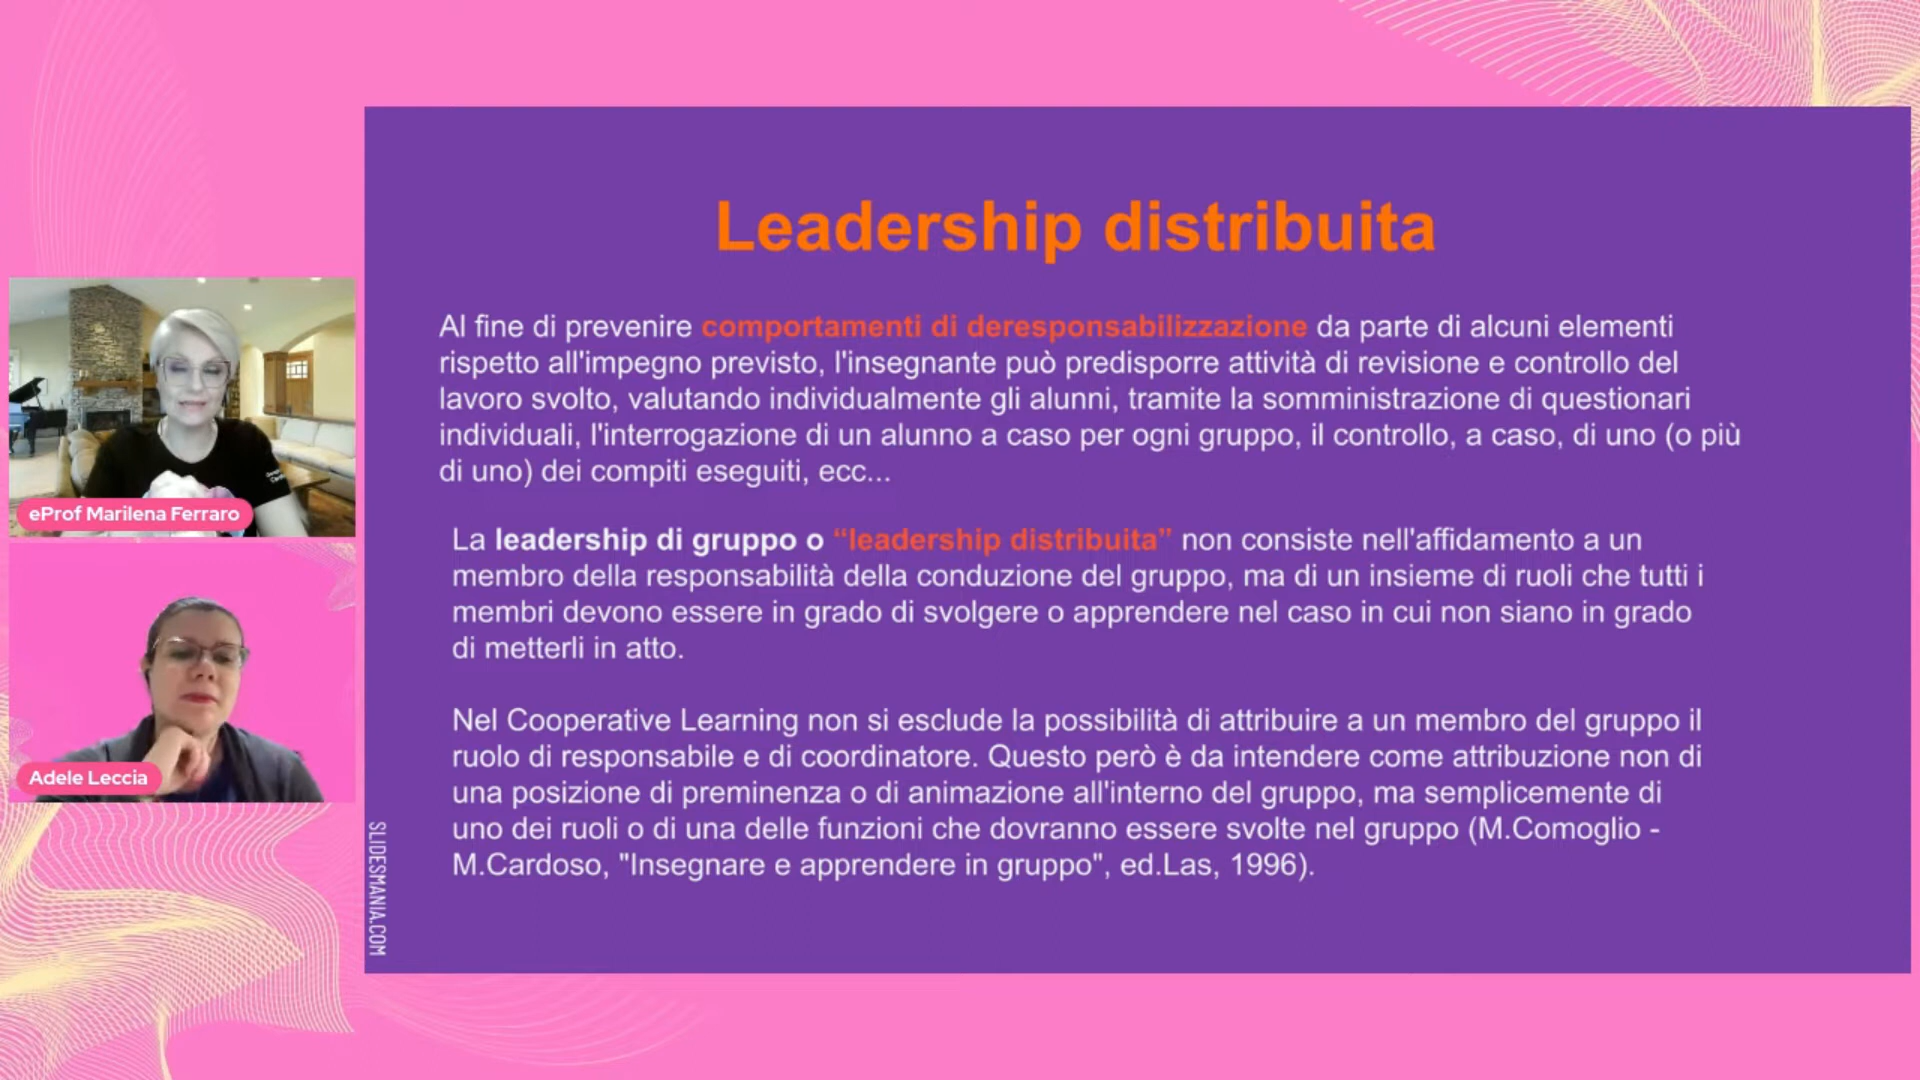 Leadership distribuita
Al fine di prevenire comportamenti di deresponsabilizzazione da parte di alcuni elementi
rispetto all'impegno previsto, l'insegnante può predisporre attività di revisione e controllo del
lavoro svolto, valutando individualmente gli alunni, tramite la somministrazione di questionari
individuali, l'interrogazione di un alunno a caso per ogni gruppo, il controllo, a caso, di uno (o più
di uno) dei compiti eseguiti, ecc...
La leadership di gruppo o “leadership distribuita” non consiste nell'affidamento a un
membro della responsabilità della conduzione del gruppo, ma di un insieme di ruoli che tutti i
membri devono essere in grado di svolgere o apprendere nel caso in cui non siano in grado
di metterli in atto.
Nel Cooperative Learning non si esclude la possibilità di attribuire a un membro del gruppo il
ruolo di responsabile e di coordinatore. Questo però è da intendere come attribuzione non di
una posizione di preminenza o di animazione all'interno del gruppo, ma semplicemente di
uno dei ruoli o di una delle funzioni che dovranno essere svolte nel gruppo (M.Comoglio -
M.Cardoso, "Insegnare e apprendere in gruppo", ed.Las, 1996).
SLIDESMANIA.COM
eProf Marilena Ferraro
Adele Leccia